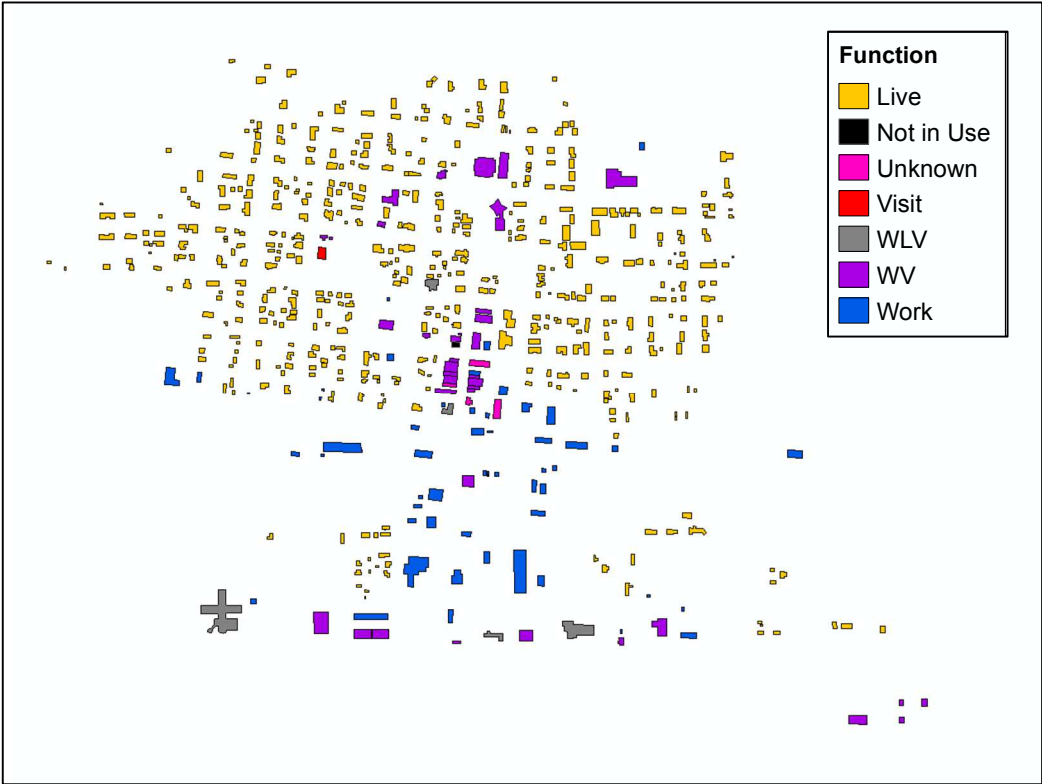 Function
Live
Not in Use
Unknown
Visit
WLV
WV
Work